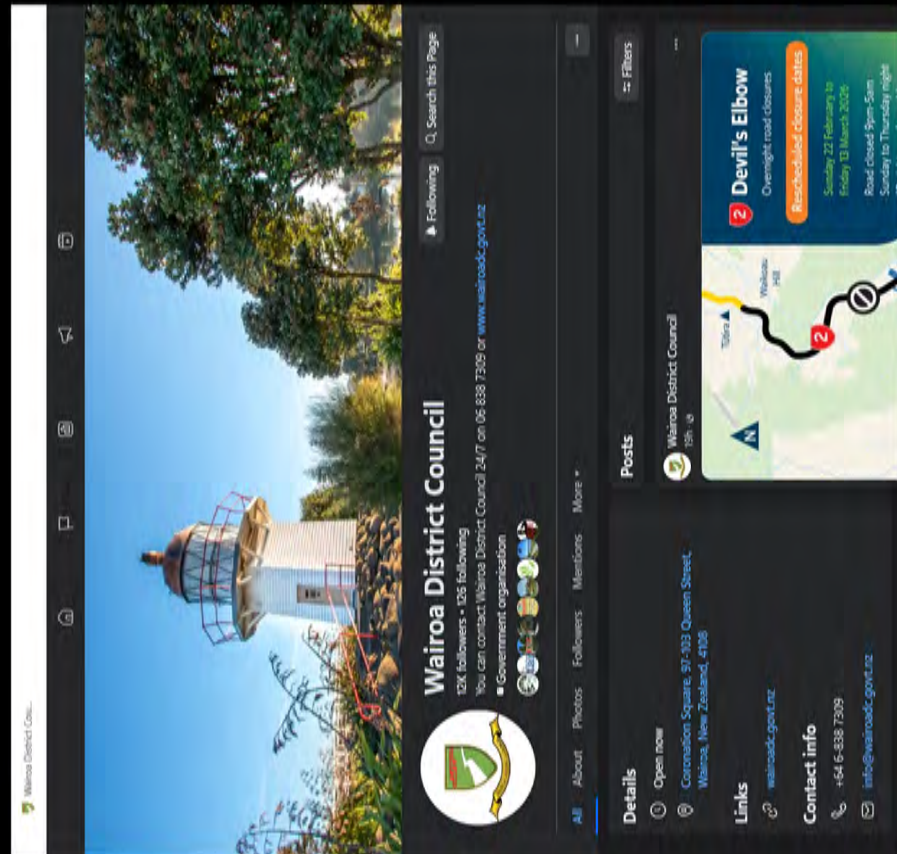 Wairoa District Cou...
Wairoa District Council
12K followers • 126 following
You can contact Wairoa District Council 24/7 on 06 838 7309 or www.wairoadc.govt.nz
Government organisation
Following
Search this Page
All
About
Photos
Followers
Mentions
More
Details
Open now
Coronation Square, 97-103 Queen Street,
Wairoa, New Zealand, 4108
Links
wairoadc.govt.nz
Contact info
+64 6-838 7309
info@wairoadc.govt.nz
Posts
Filters
Wairoa District Council
19h
N
Tūtira
Waikoau
Hill
2
2 Devil's Elbow
Overnight road closures
Rescheduled closure dates
Sunday 22 February to
Friday 13 March 2026
Road closed 9pm-5am
Sunday to Thursday night